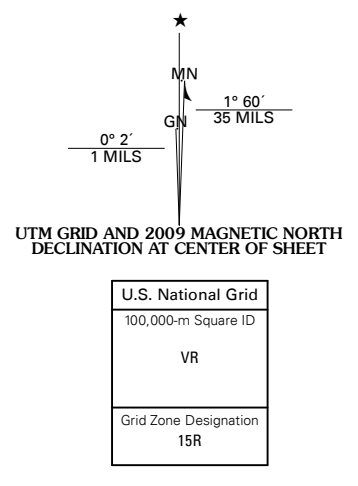 ★
MN
GN
1° 60´
35 MILS
0° 2´
1 MILS
UTM GRID AND 2009 MAGNETIC NORTH
DECLINATION AT CENTER OF SHEET
U.S. National Grid
100,000-m Square ID
VR
Grid Zone Designation
15R